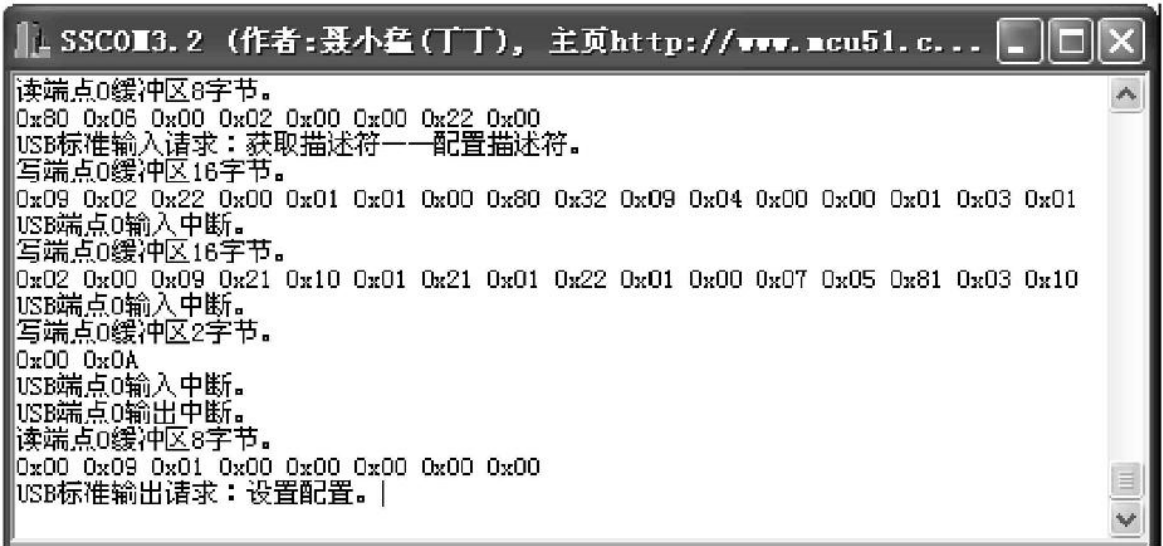 SSCOM3.2 (作者:聂小猛(丁丁), 主页http://www.mcu51.c...
读端点0缓冲区8字节。
0x80 0x06 0x00 0x02 0x00 0x00 0x22 0x00
USB标准输入请求：获取描述符——配置描述符。
写端点0缓冲区16字节。
0x09 0x02 0x22 0x00 0x01 0x01 0x00 0x80 0x32 0x09 0x04 0x00 0x00 0x01 0x03 0x01
USB端点0输入中断。
写端点0缓冲区16字节。
0x02 0x00 0x09 0x21 0x10 0x01 0x21 0x01 0x22 0x01 0x00 0x07 0x05 0x81 0x03 0x10
USB端点0输入中断。
写端点0缓冲区2字节。
0x00 0x0A
USB端点0输入中断。
USB端点0输出中断。
读端点0缓冲区8字节。
0x00 0x09 0x01 0x00 0x00 0x00 0x00 0x00
USB标准输出请求：设置配置。